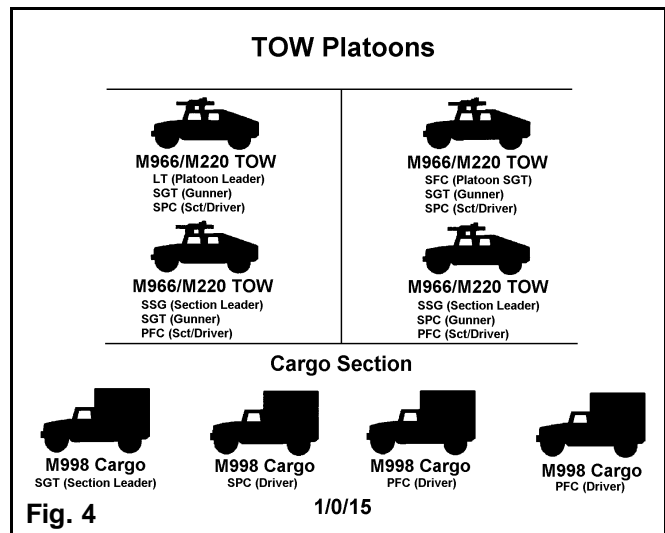 TOW Platoons
M966/M220 TOW
LT (Platoon Leader)
SGT (Gunner)
SPC (Sct/Driver)
M966/M220 TOW
SFC (Platoon SGT)
SGT (Gunner)
SPC (Sct/Driver)
M966/M220 TOW
SSG (Section Leader)
SGT (Gunner)
PFC (Sct/Driver)
M966/M220 TOW
SSG (Section Leader)
SPC (Gunner)
PFC (Sct/Driver)
Cargo Section
M998 Cargo
SGT (Section Leader)
M998 Cargo
SPC (Driver)
M998 Cargo
PFC (Driver)
M998 Cargo
PFC (Driver)
Fig. 4
1/0/15